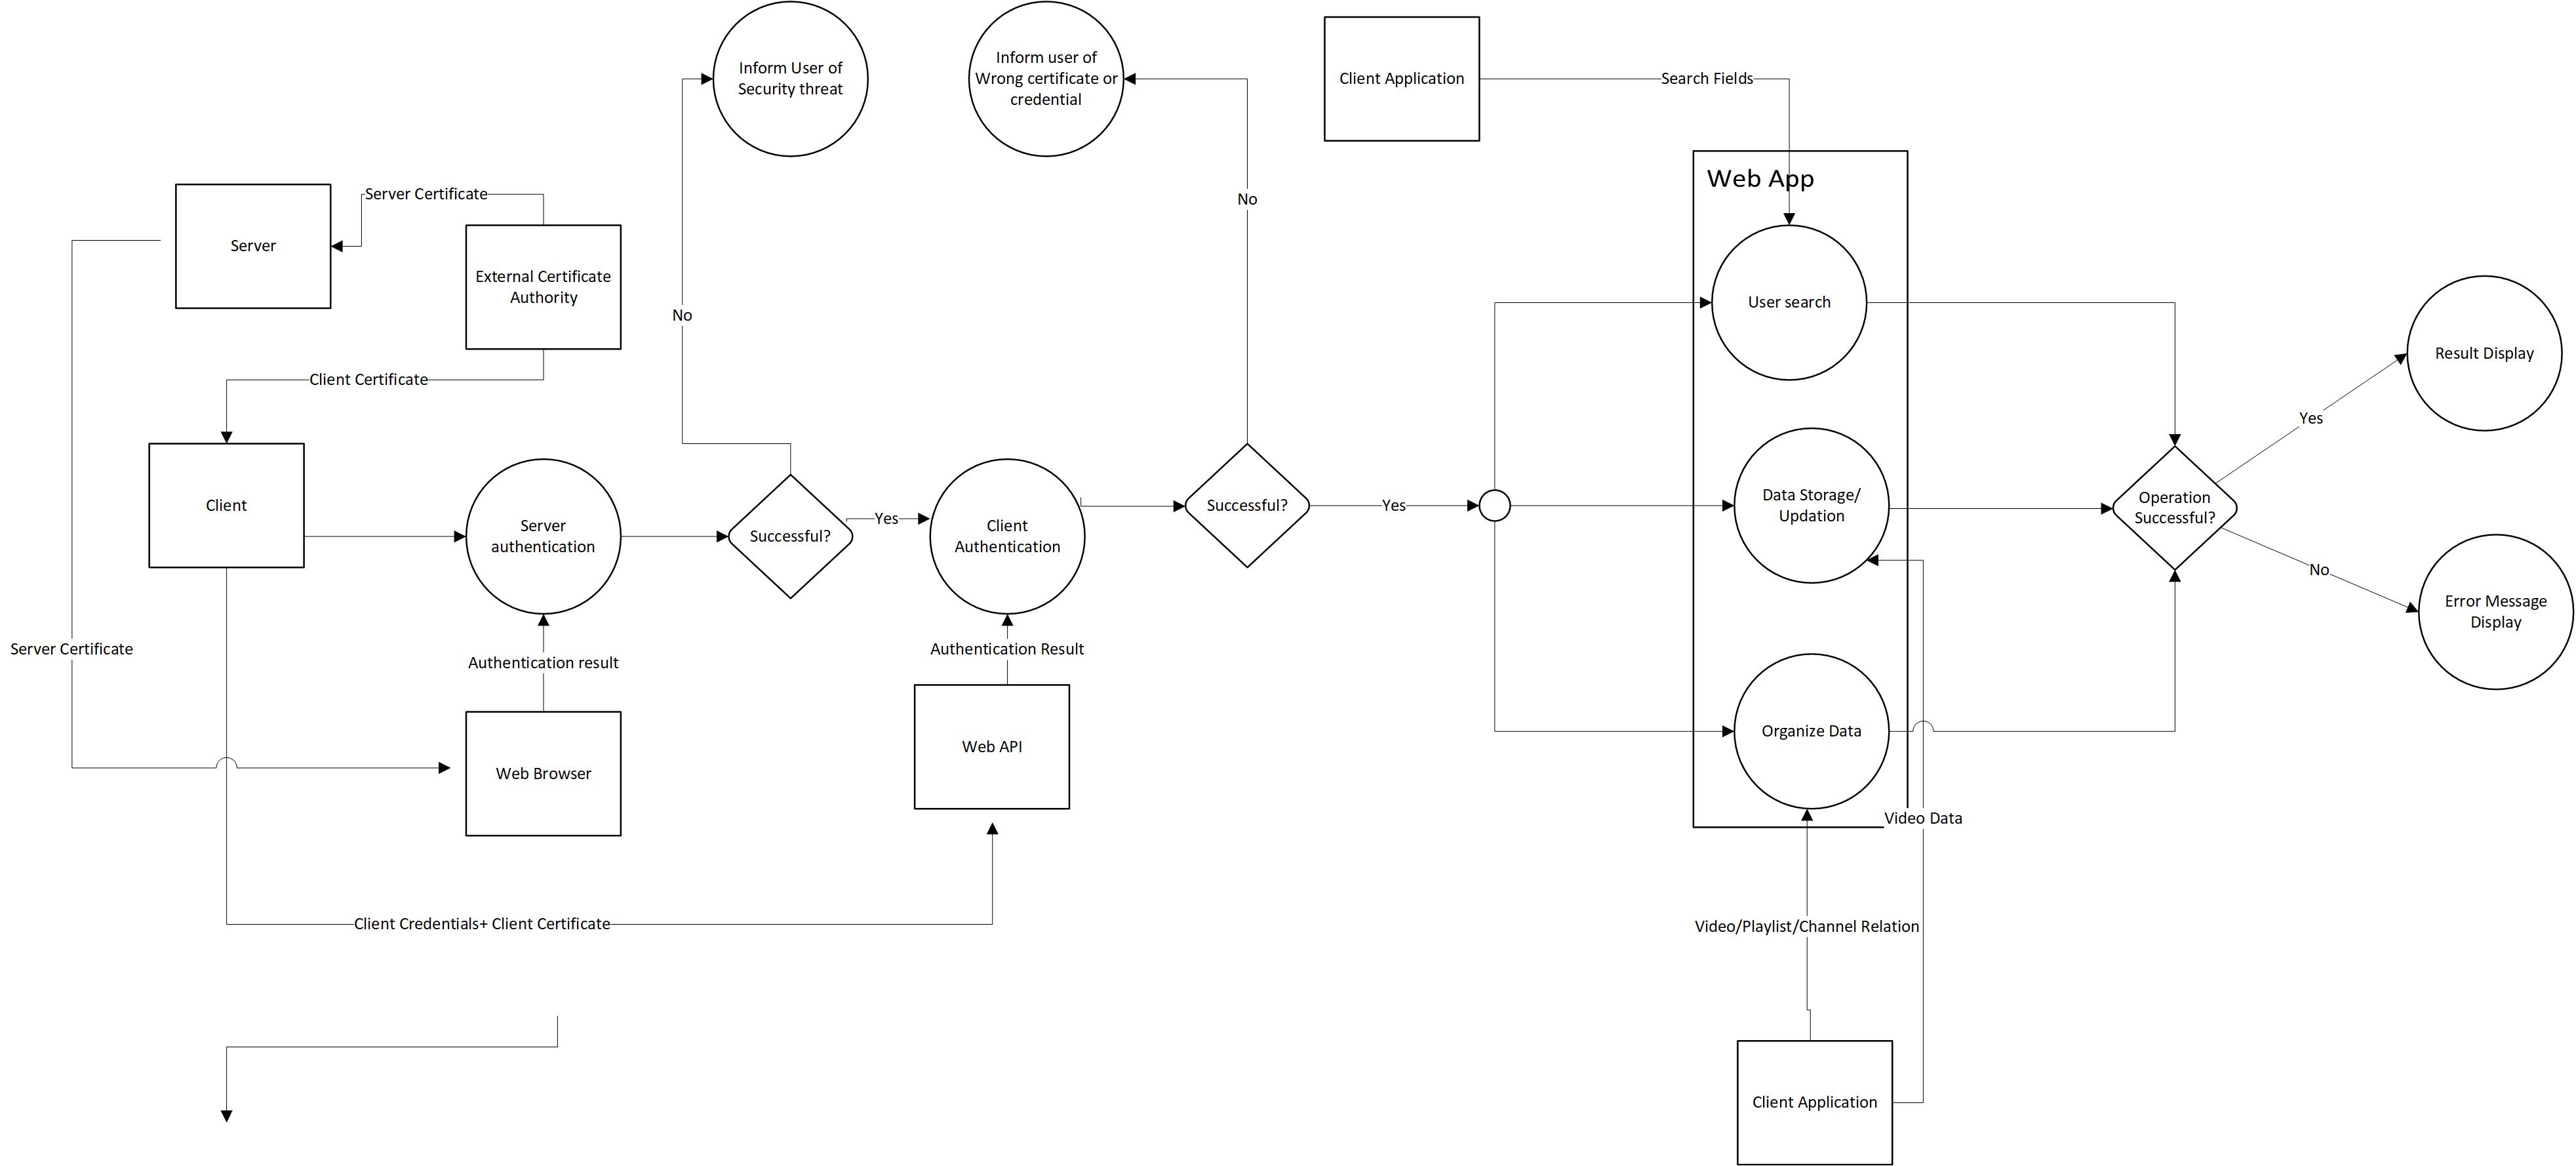 Inform User of
Security threat
Inform user of
Wrong certificate or
credential
Client Application
Search Fields
Web App
Server Certificate
Server
External Certificate
Authority
No
No
User search
Result Display
Client Certificate
Yes
Client
Server
authentication
Successful?
Yes
Client
Authentication
Successful?
Yes
Data Storage/
Updation
Operation
Successful?
No
Error Message
Display
Server Certificate
Authentication result
Authentication Result
Web Browser
Web API
Organize Data
Video Data
Client Credentials+ Client Certificate
Video/Playlist/Channel Relation
Client Application